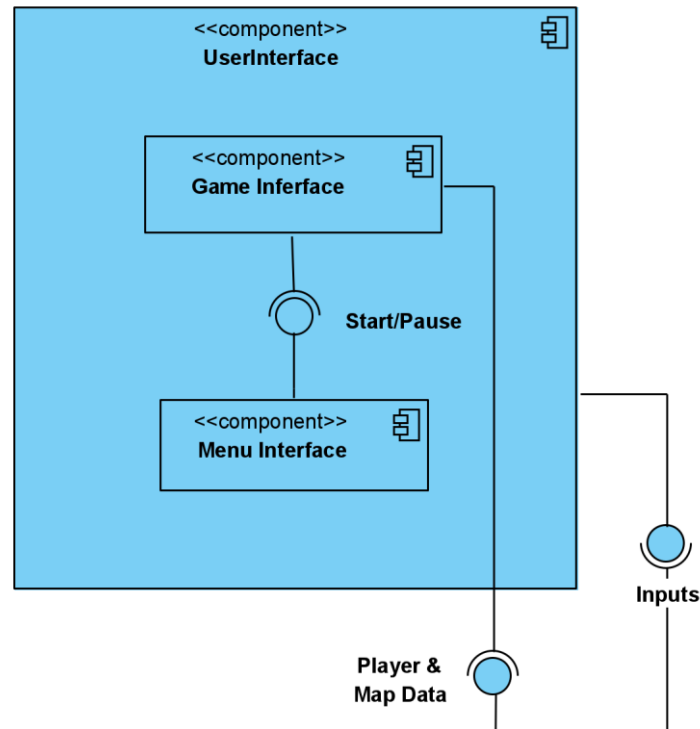 <<component>>
UserInterface
<<component>>
Game Inferface
Start/Pause
<<component>>
Menu Interface
Inputs
Player &
Map Data